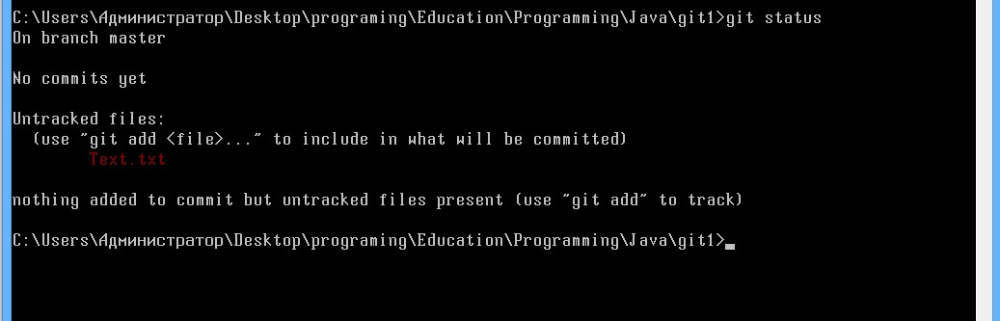 C:\Users\Администратор\Desktop\programing\Education\Programming\Java\git1>git status
On branch master
No commits yet
Untracked files:
(use "git add <file>..." to include in what will be committed)
Text.txt
nothing added to commit but untracked files present (use "git add" to track)
C:\Users\Администратор\Desktop\programing\Education\Programming\Java\git1>